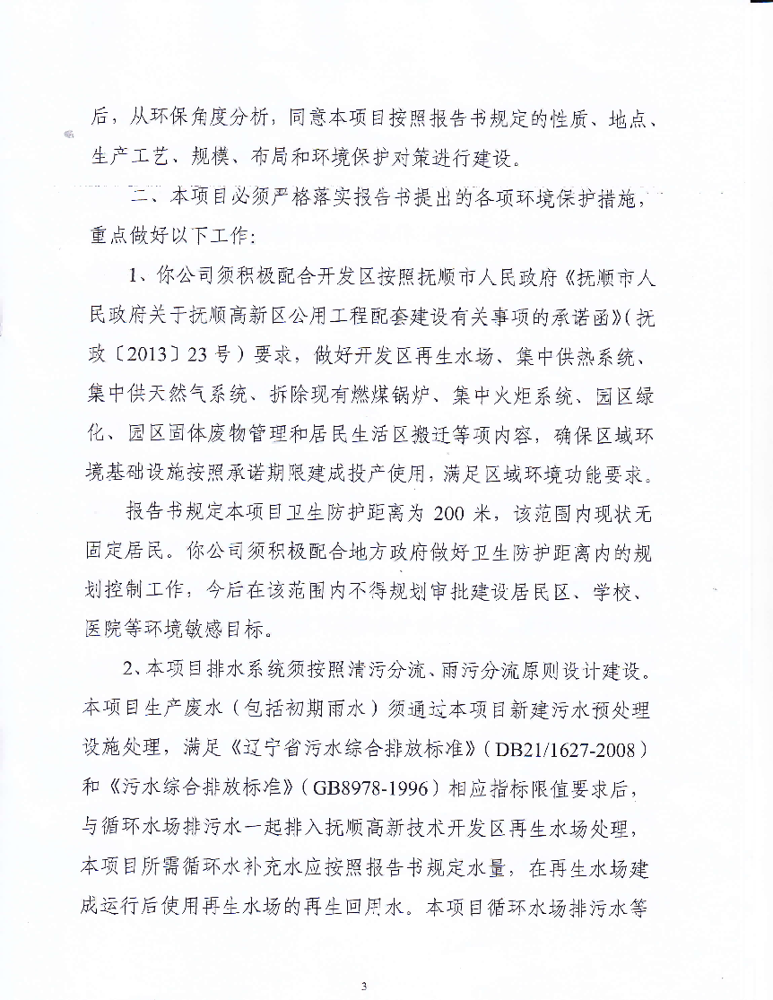 后，从环保角度分析，同意本项目按照报告书规定的性质、地点、
生产工艺、规模、布局和环境保护对策进行建设。
二、本项目必须严格落实报告书提出的各项环境保护措施，
重点做好以下工作：
1、你公司须积极配合开发区按照抚顺市人民政府《抚顺市人
民政府关于抚顺高新区公用工程配套建设有关事项的承诺函》（抚
政〔2013〕23 号）要求，做好开发区再生水场、集中供热系统、
集中供天然气系统、拆除现有燃煤锅炉、集中火炬系统、园区绿
化、园区固体废物管理和居民生活区搬迁等项内容，确保区域环
境基础设施按照承诺期限建成投产使用，满足区域环境功能要求。
报告书规定本项目卫生防护距离为 200 米，该范围内现状无
固定居民。你公司须积极配合地方政府做好卫生防护距离内的规
划控制工作，今后在该范围内不得规划审批建设居民区、学校、
医院等环境敏感目标。
2、本项目排水系统须按照清污分流、雨污分流原则设计建设。
本项目生产废水（包括初期雨水）须通过本项目新建污水预处理
设施处理，满足《辽宁省污水综合排放标准》（DB21/1627-2008）
和《污水综合排放标准》（GB8978-1996）相应指标限值要求后，
与循环水场排污水一起排入抚顺高新技术开发区再生水场处理，
本项目所需循环水补充水应按照报告书规定水量，在再生水场建
成运行后使用再生水场的再生回用水。本项目循环水场排污水等
3